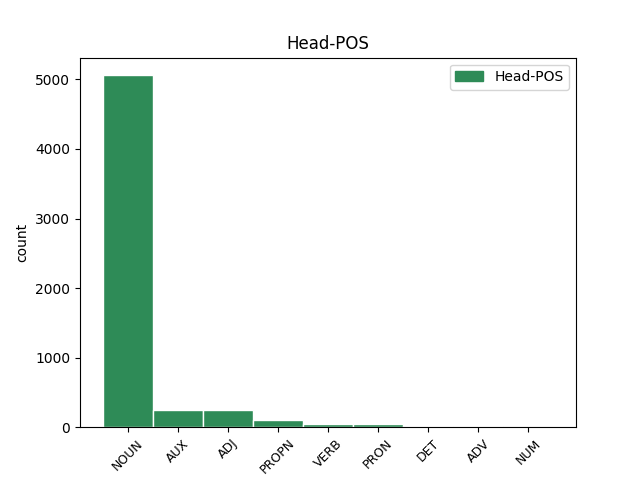 Head-POS
Head-POS
5000
4000
3000
2000
1000
0
count
NOUN
AUX
ADJ
PROPN
VERB
PRON
DET
ADV
NUM